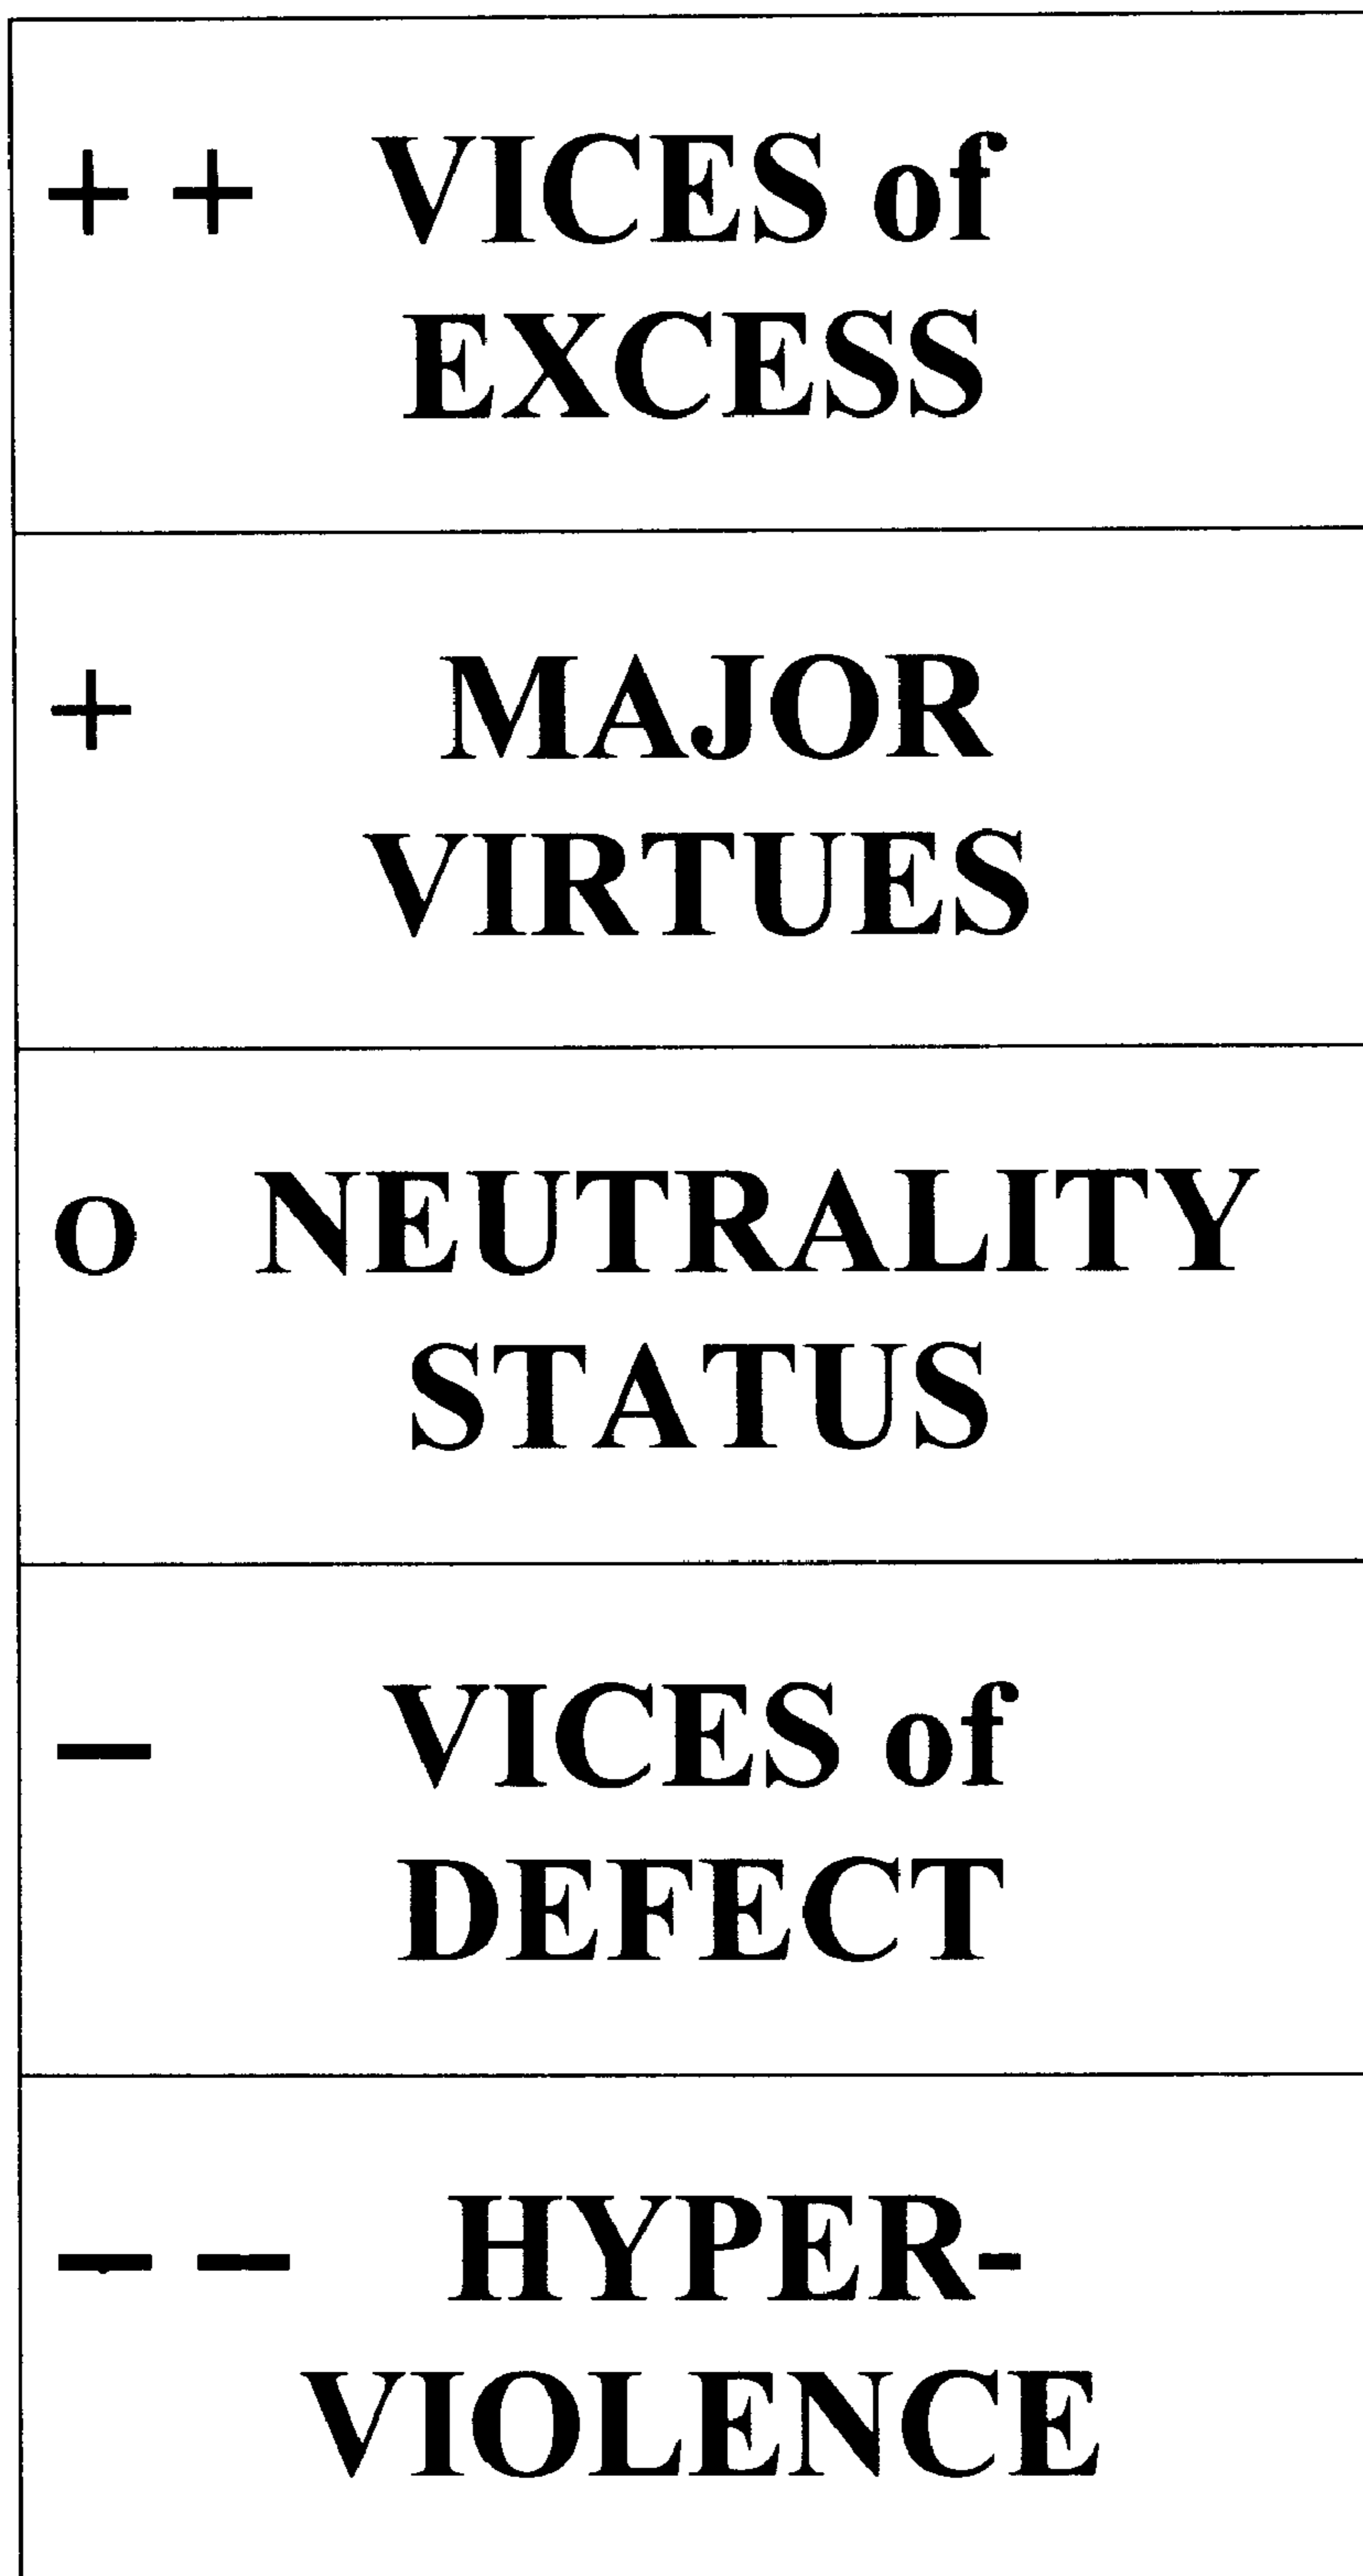 + + VICES of
EXCESS
+ MAJOR
VIRTUES
o NEUTRALITY
STATUS
– VICES of
DEFECT
– – HYPER-
VIOLENCE